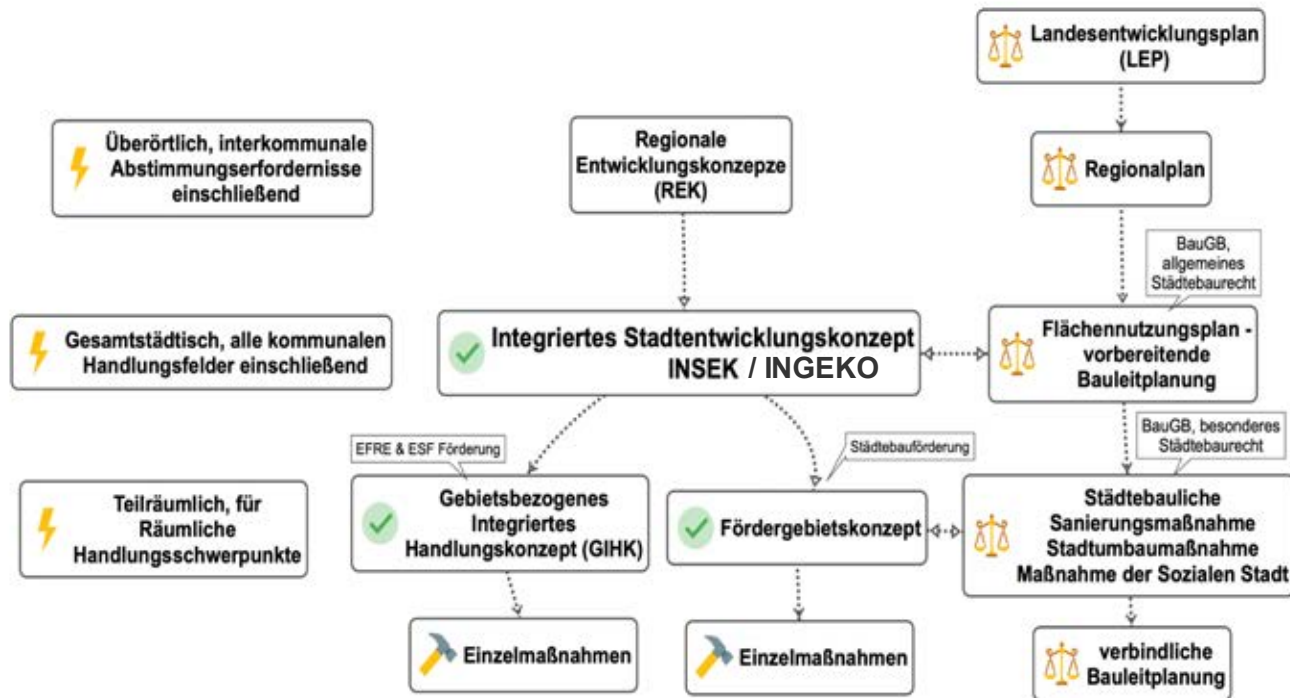 Landesentwicklungsplan
(LEP)
Überörtlich, interkommunale
Abstimmungserfordernisse
einschließend
Regionale
Entwicklungskonzepze
(REK)
Regionalplan
BauGB,
allgemeines
Städtebaurecht
Gesamtstädtisch, alle kommunalen
Handlungsfelder einschließend
Integriertes Stadtentwicklungskonzept
INSEK / INGEKO
Flächennutzungsplan -
vorbereitende
Bauleitplanung
EFRE & ESF Förderung
Städtebauförderung
BauGB, besonderes
Städtebaurecht
Teilräumlich, für
Räumliche
Handlungsschwerpunkte
Gebietsbezogenes
Integriertes
Handlungskonzept (GIHK)
Fördergebietskonzept
Städtebauliche
Sanierungsmaßnahme
Stadtumbaumaßnahme
Maßnahme der Sozialen Stadt
Einzelmaßnahmen
Einzelmaßnahmen
verbindliche
Bauleitplanung